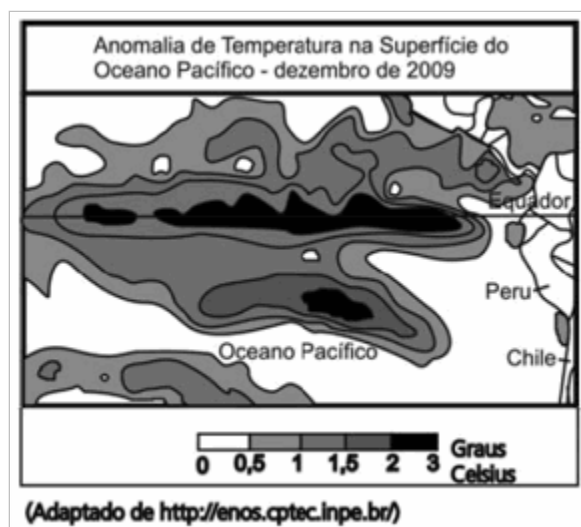 Anomalia de Temperatura na Superfície do
Oceano Pacífico - dezembro de 2009
Equador
Peru
Oceano Pacífico
Chile
0 0,5 1 1,5 2 3 Graus
Celsius
(Adaptado de http://enos.cptec.inpe.br/)